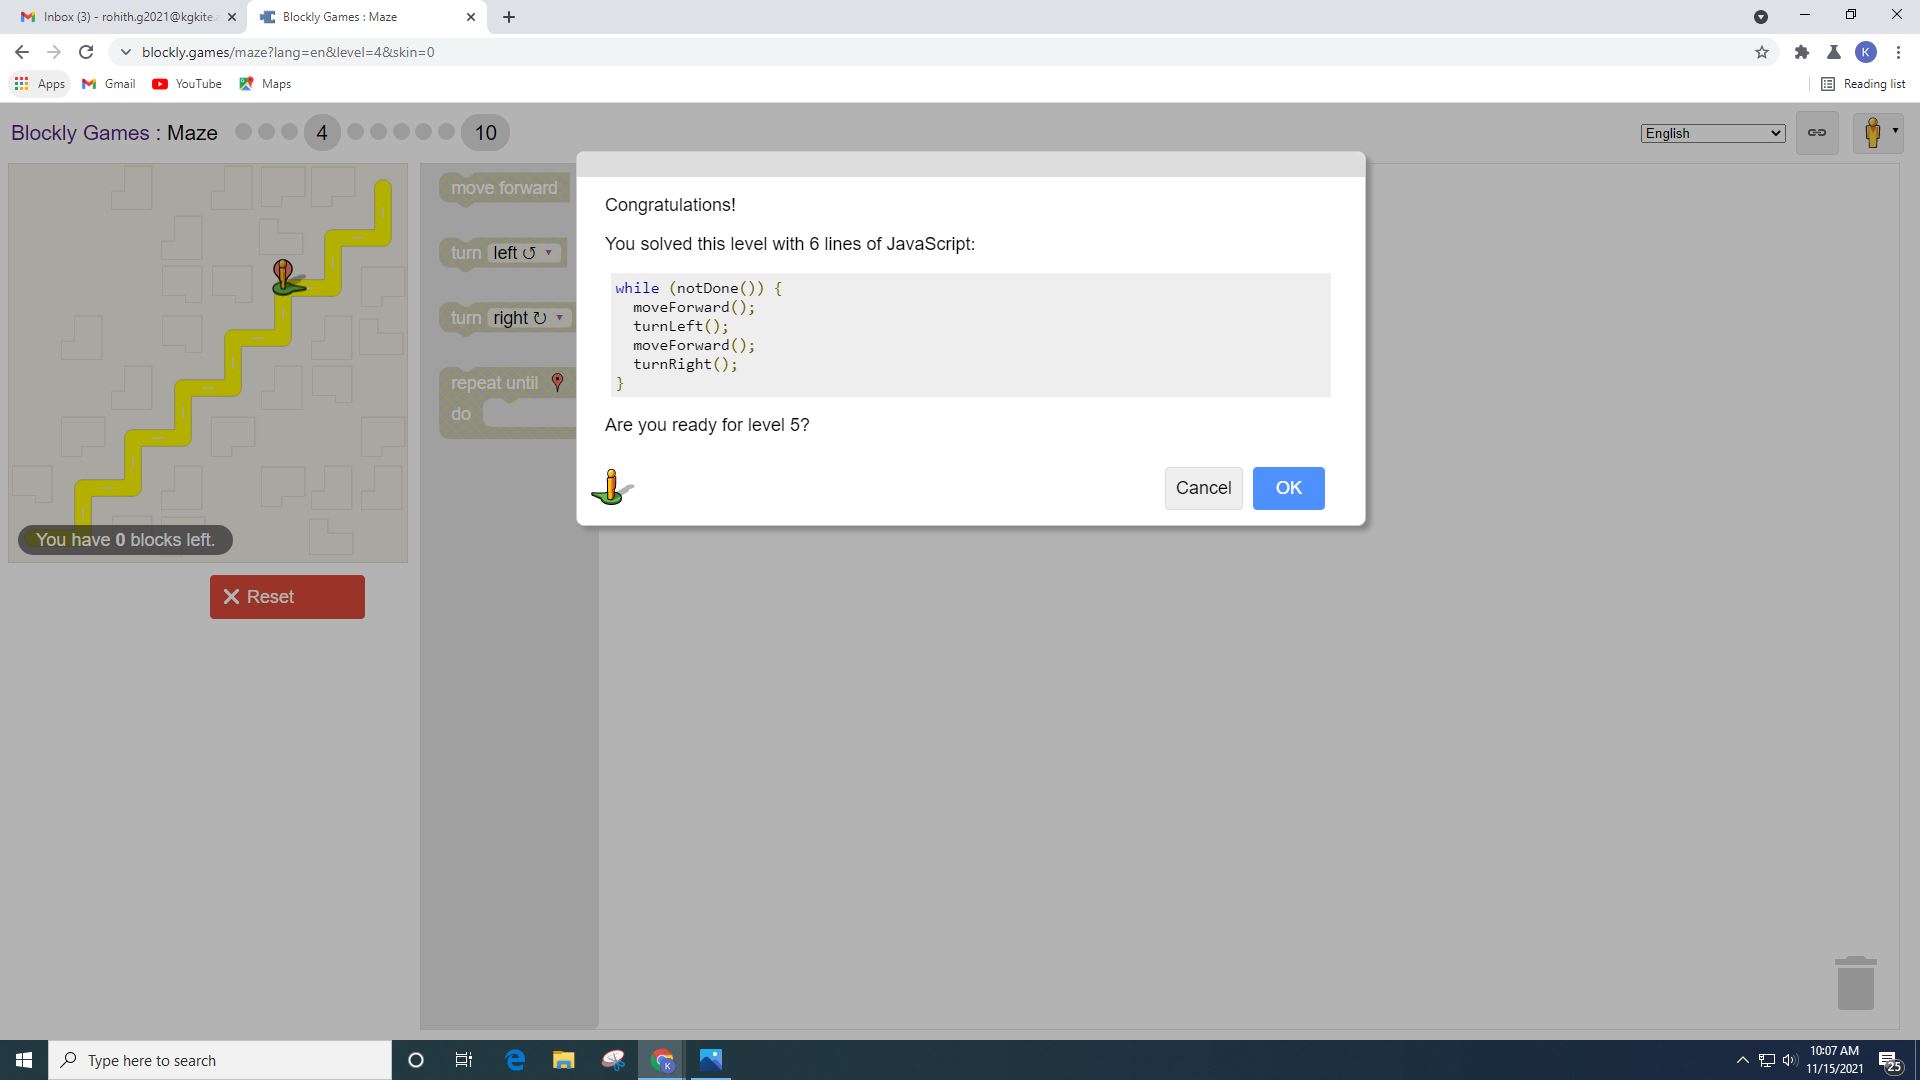 Inbox (3) - rohith.g2021@kgkite.
Blockly Games : Maze
blockly.games/maze?lang=en&level=4&skin=0
K
Apps
Gmail
YouTube
Maps
Reading list
Blockly Games : Maze
4
10
English
move forward
turn left ↺
turn right ↻
repeat until
do
You have 0 blocks left.
Reset
Congratulations!
You solved this level with 6 lines of JavaScript:
while (notDone()) {
  moveForward();
  turnLeft();
  moveForward();
  turnRight();
}
Are you ready for level 5?
Cancel
OK
Type here to search
K
10:07 AM
11/15/2021
25